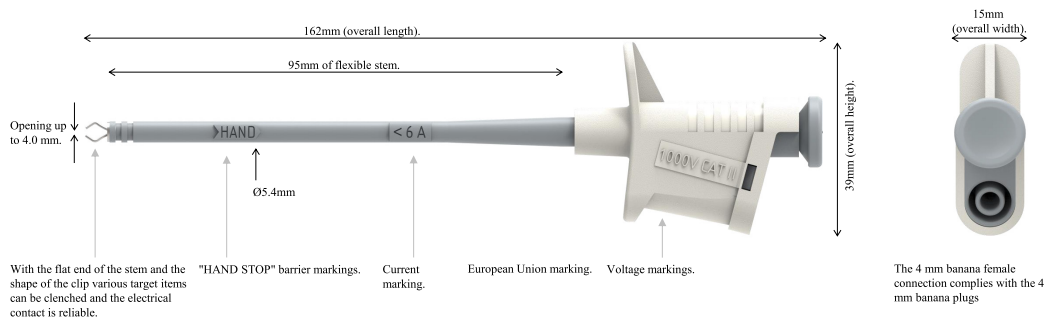 162mm (overall length).
15mm
(overall width).
95mm of flexible stem.
Opening up
to 4.0 mm.
HAND
< 6 A
1000V CAT III
39mm (overall height).
Ø5.4mm
With the flat end of the stem and the
shape of the clip various target items
can be clenched and the electrical
contact is reliable.
"HAND STOP" barrier markings.
Current
marking.
European Union marking.
Voltage markings.
The 4 mm banana female
connection complies with the 4
mm banana plugs